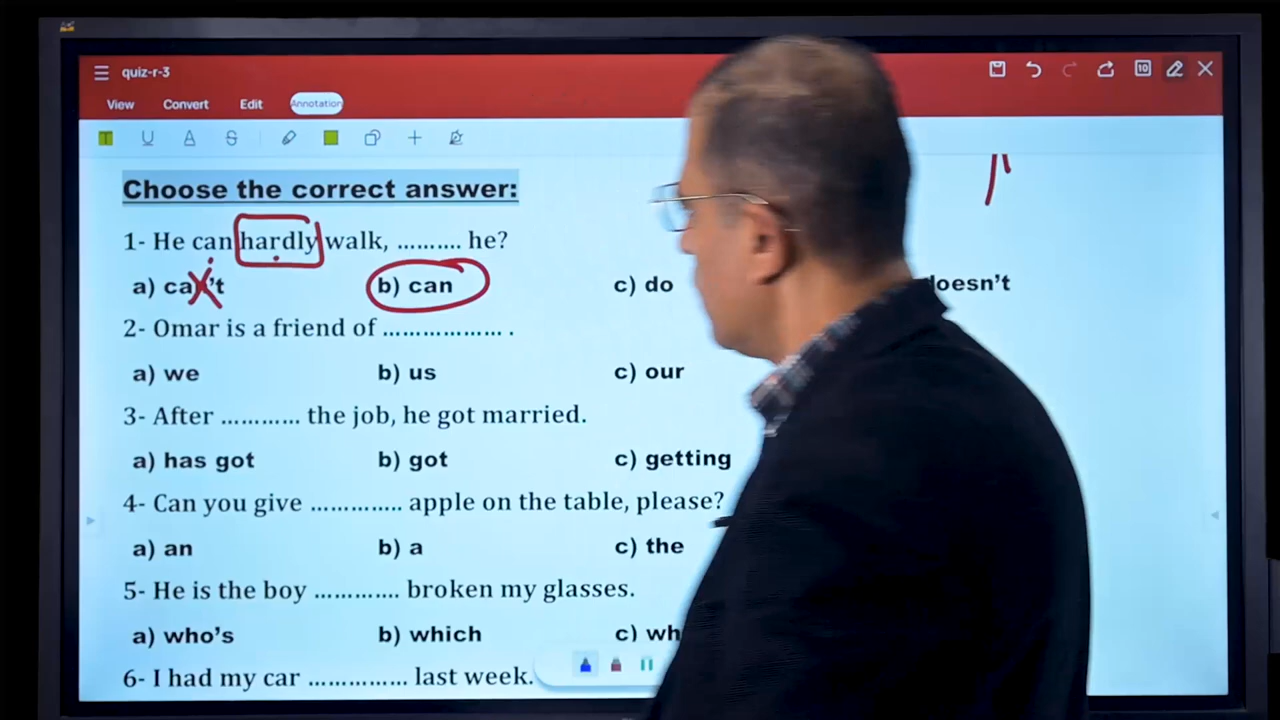 quiz-r-3
View Convert Edit Annotation
Choose the correct answer:
1- He can hardly walk, .......... he?
a) can't b) can c) do doesn't
2- Omar is a friend of .................. .
a) we b) us c) our
3- After ............ the job, he got married.
a) has got b) got c) getting
4- Can you give .............. apple on the table, please?
a) an b) a c) the
5- He is the boy ............. broken my glasses.
a) who's b) which c)
6- I had my car ............... last week.